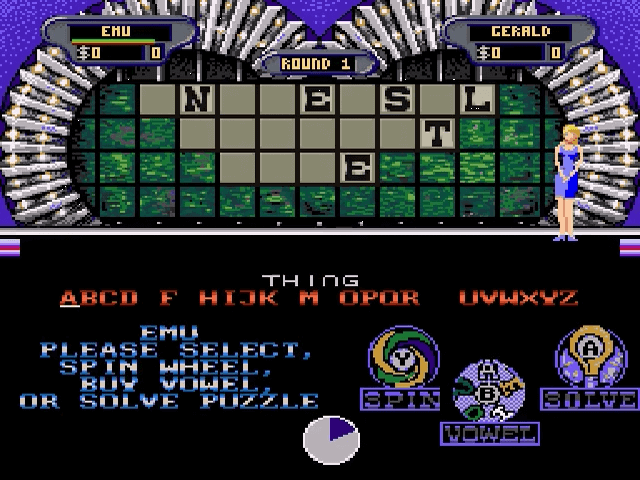 EMU
GERALD
$0 0
$0 0
ROUND 1
N E S L
T
E
THING
ABCD F HIJK M OPQR UVWXYZ
EMU
PLEASE SELECT,
SPIN WHEEL,
BUY VOWEL,
OR SOLVE PUZZLE
Y
A
B
A
SPIN
VOWEL
SOLVE